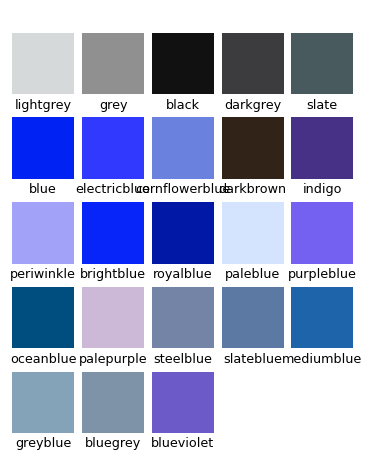 lightgrey grey black darkgrey slate
blue electricblue cornflowerblue darkbrown indigo
periwinkle brightblue royalblue paleblue purpleblue
oceanblue palepurple steelblue slateblue mediumblue
greyblue bluegrey blueviolet